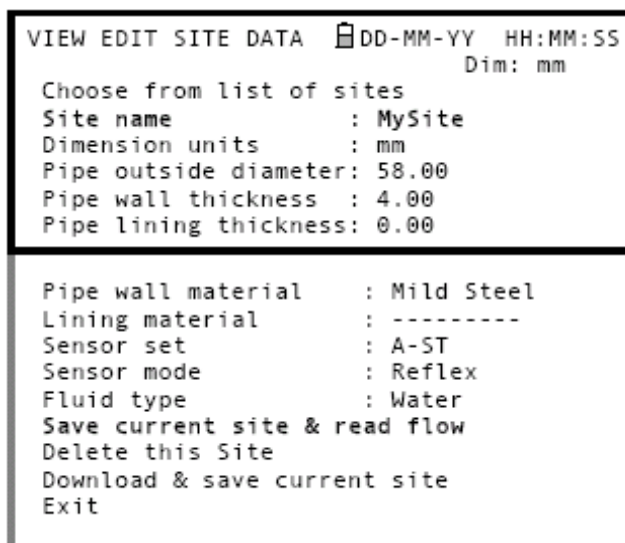 VIEW EDIT SITE DATA DD-MM-YY HH:MM:SS
Dim: mm
Choose from list of sites
Site name : MySite
Dimension units : mm
Pipe outside diameter: 58.00
Pipe wall thickness : 4.00
Pipe lining thickness: 0.00
Pipe wall material : Mild Steel
Lining material : ---------
Sensor set : A-ST
Sensor mode : Reflex
Fluid type : Water
Save current site & read flow
Delete this Site
Download & save current site
Exit